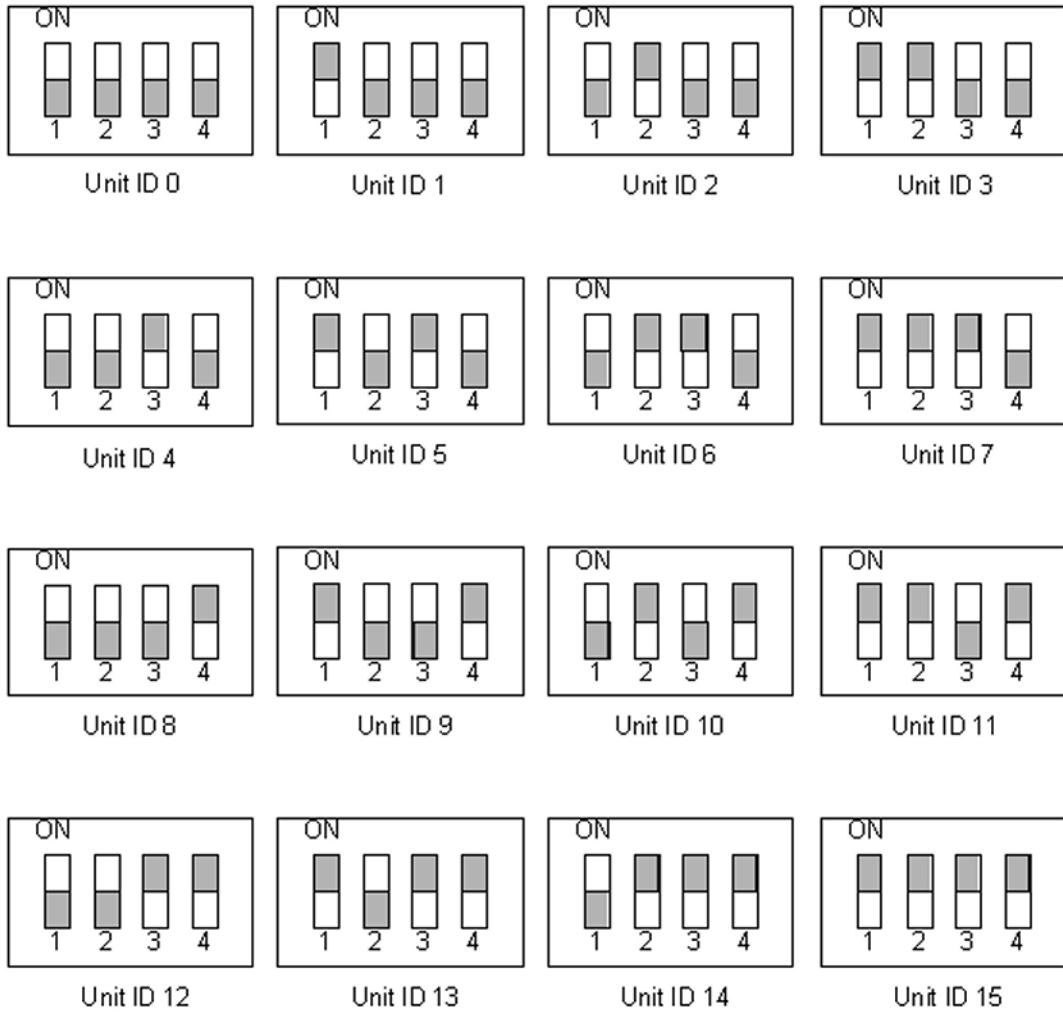 ON ON ON ON
1 2 3 4 1 2 3 4 1 2 3 4 1 2 3 4
Unit ID 0 Unit ID 1 Unit ID 2 Unit ID 3
ON ON ON ON
1 2 3 4 1 2 3 4 1 2 3 4 1 2 3 4
Unit ID 4 Unit ID 5 Unit ID 6 Unit ID 7
ON ON ON ON
1 2 3 4 1 2 3 4 1 2 3 4 1 2 3 4
Unit ID 8 Unit ID 9 Unit ID 10 Unit ID 11
ON ON ON ON
1 2 3 4 1 2 3 4 1 2 3 4 1 2 3 4
Unit ID 12 Unit ID 13 Unit ID 14 Unit ID 15